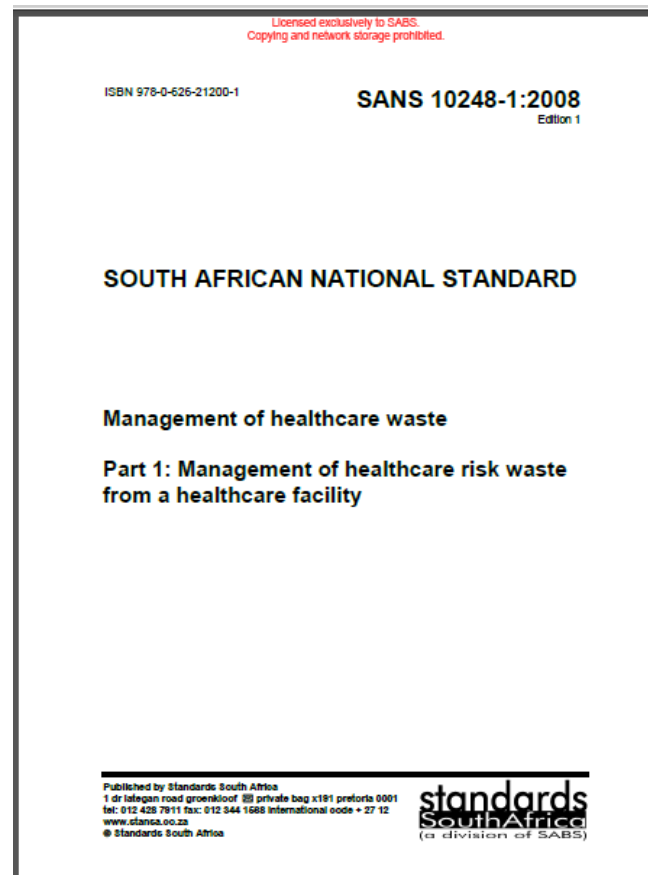 Licensed exclusively to SABS.
Copying and network storage prohibited.
ISBN 978-0-626-21200-1
SANS 10248-1:2008
Edition 1
SOUTH AFRICAN NATIONAL STANDARD
Management of healthcare waste
Part 1: Management of healthcare risk waste
from a healthcare facility
Published by Standards South Africa
1 dr lategan road groenkloof ✉ private bag x191 pretoria 0001
tel: 012 428 7911 fax: 012 344 1568 international code + 27 12
www.stansa.co.za
© Standards South Africa
standards
SouthAfrica
(a division of SABS)